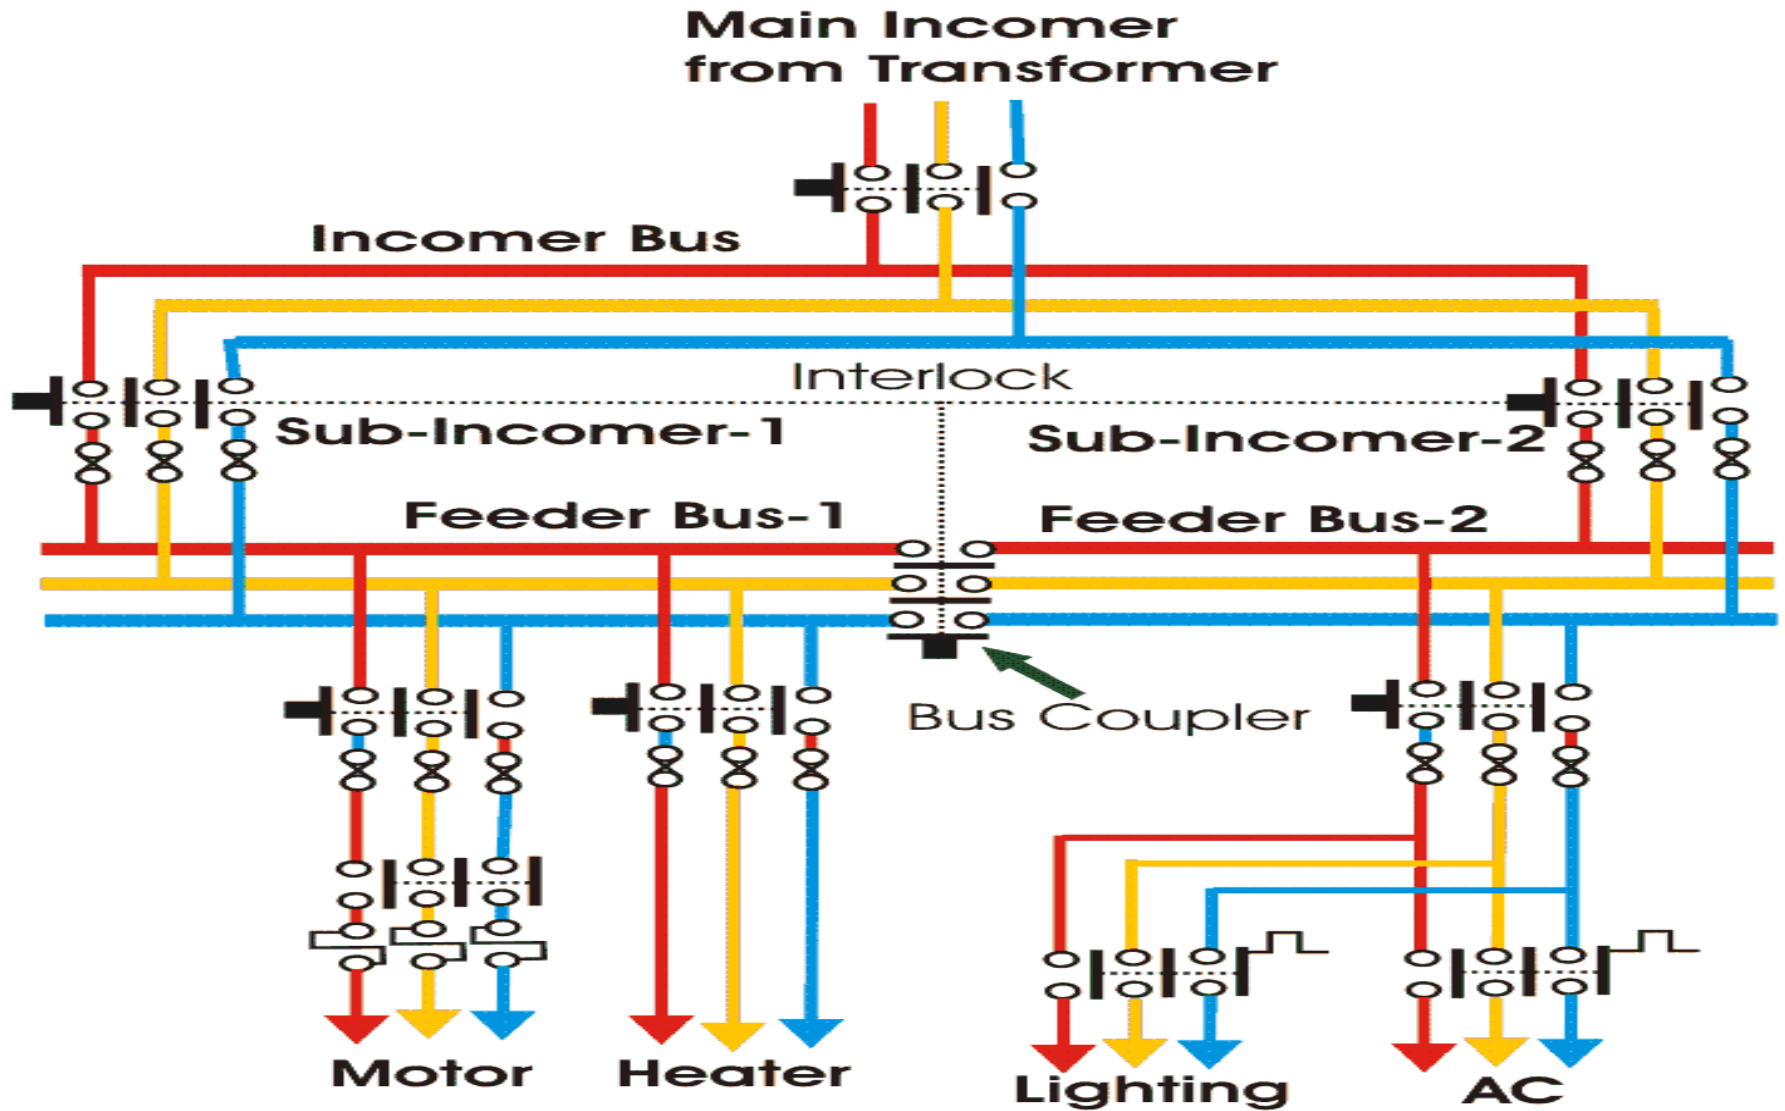 Main Incomer
from Transformer
Incomer Bus
Interlock
Sub-Incomer-1
Sub-Incomer-2
Feeder Bus-1
Feeder Bus-2
Bus Coupler
Motor
Heater
Lighting
AC